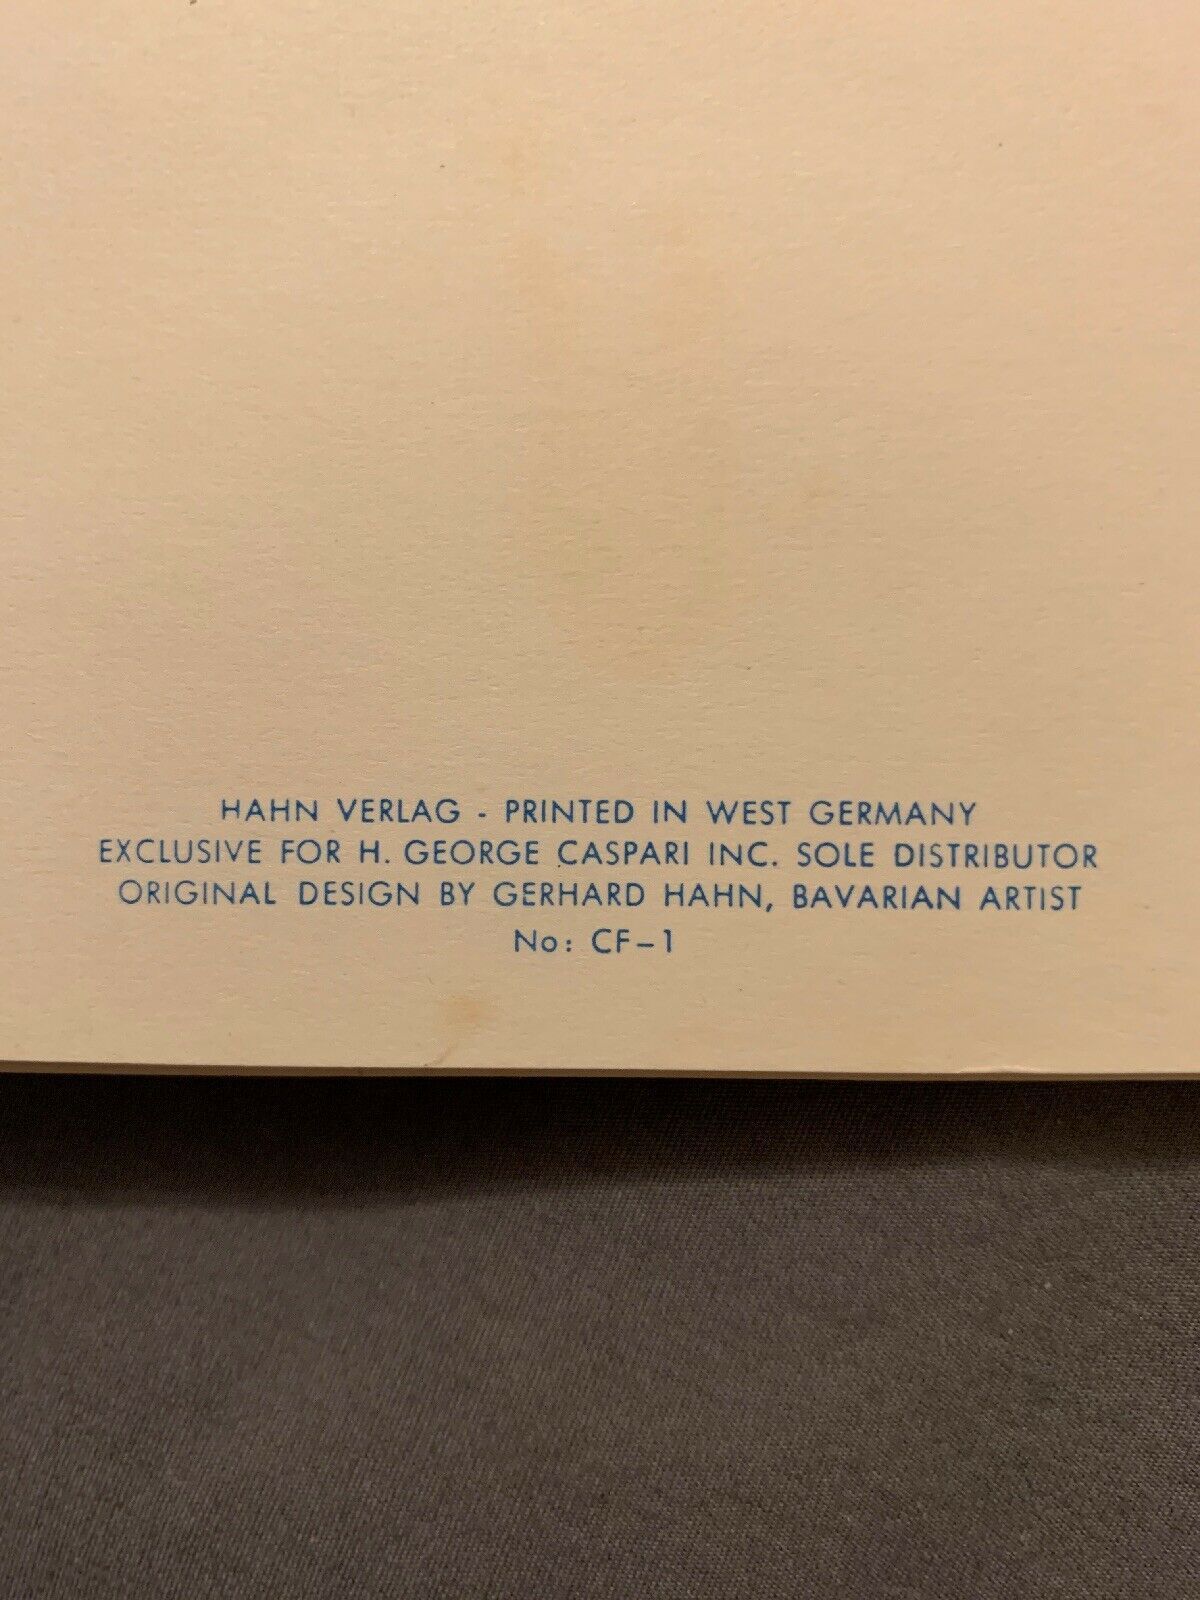 HAHN VERLAG - PRINTED IN WEST GERMANY
EXCLUSIVE FOR H. GEORGE CASPARI INC. SOLE DISTRIBUTOR
ORIGINAL DESIGN BY GERHARD HAHN, BAVARIAN ARTIST
No: CF-1